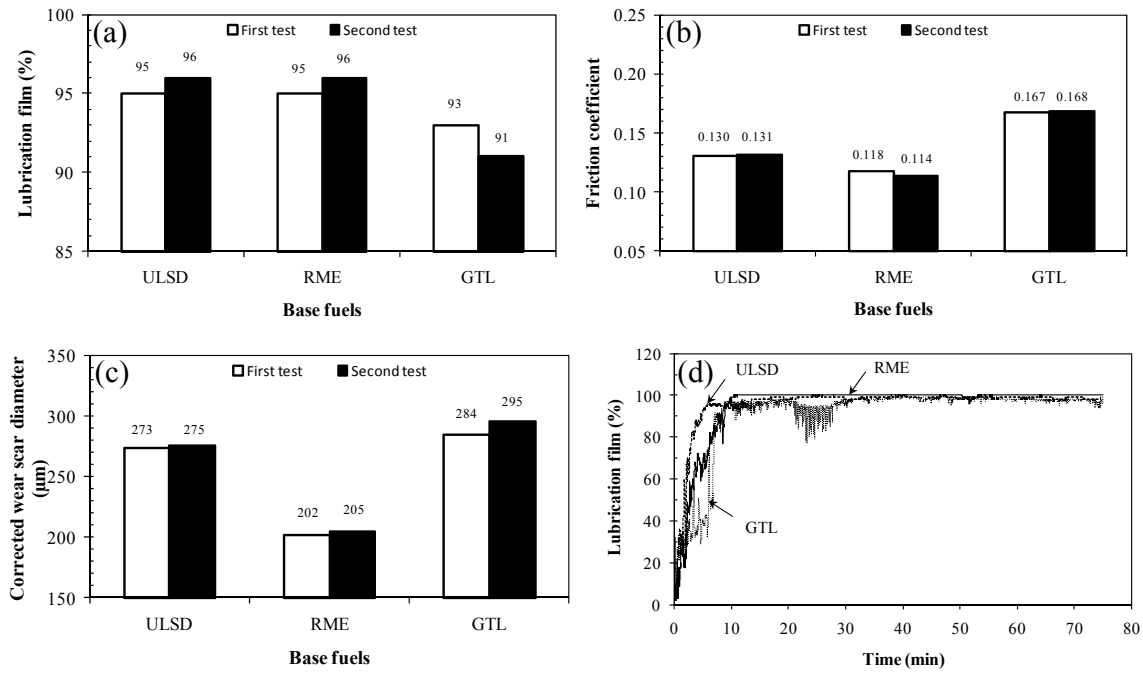 (a)
First test
Second test
Lubrication film (%)
100
95
90
85
95
96
95
96
93
91
ULSD
RME
GTL
Base fuels
(b)
First test
Second test
Friction coefficient
0.25
0.20
0.15
0.10
0.05
0.130
0.131
0.118
0.114
0.167
0.168
ULSD
RME
GTL
Base fuels
(c)
First test
Second test
Corrected wear scar diameter
(μm)
350
300
250
200
150
273
275
202
205
284
295
ULSD
RME
GTL
Base fuels
(d)
ULSD
RME
GTL
Lubrication film (%)
120
100
80
60
40
20
0
0
10
20
30
40
50
60
70
80
Time (min)